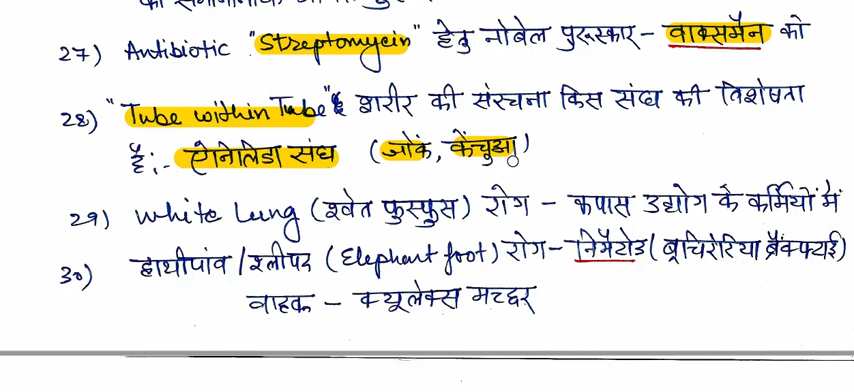 27) Antibiotic "Streptomycin" हेतु नोबेल पुरूस्कार - वाक्समैन को
28) "Tube within Tube" शरीर की संरचना किस संघ की विशेषता
है:- ऐनिलिडा संघ (जोंक, केंचुआ)
29) White Lung (श्वेत फुस्फुस) रोग - कपास उद्योग के कर्मियों में
30) हाथीपांव/श्लीपद (Elephant foot) रोग - निमैटोड (वूचिरेरिया बैंक्रफ्टाई)
वाहक - क्यूलेक्स मच्छर